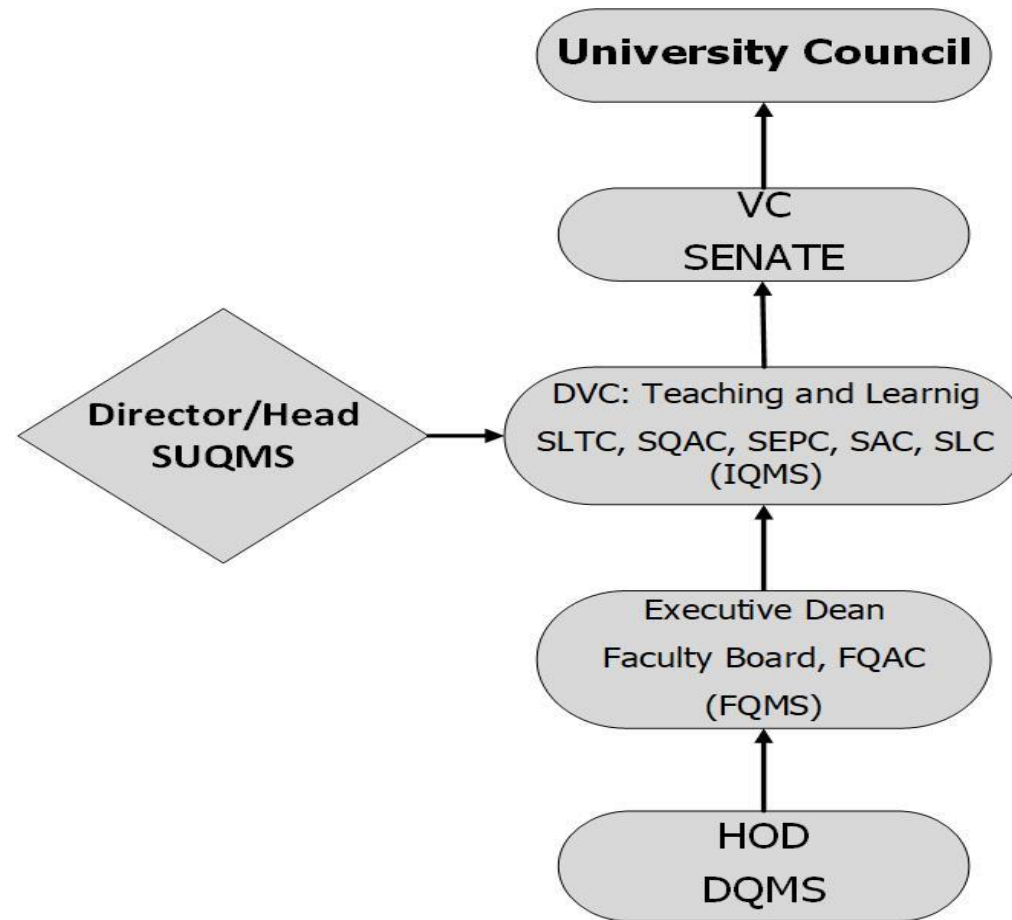 University Council
VC
SENATE
Director/Head
SUQMS
DVC: Teaching and Learnig
SLTC, SQAC, SEPC, SAC, SLC
(IQMS)
Executive Dean
Faculty Board, FQAC
(FQMS)
HOD
DQMS